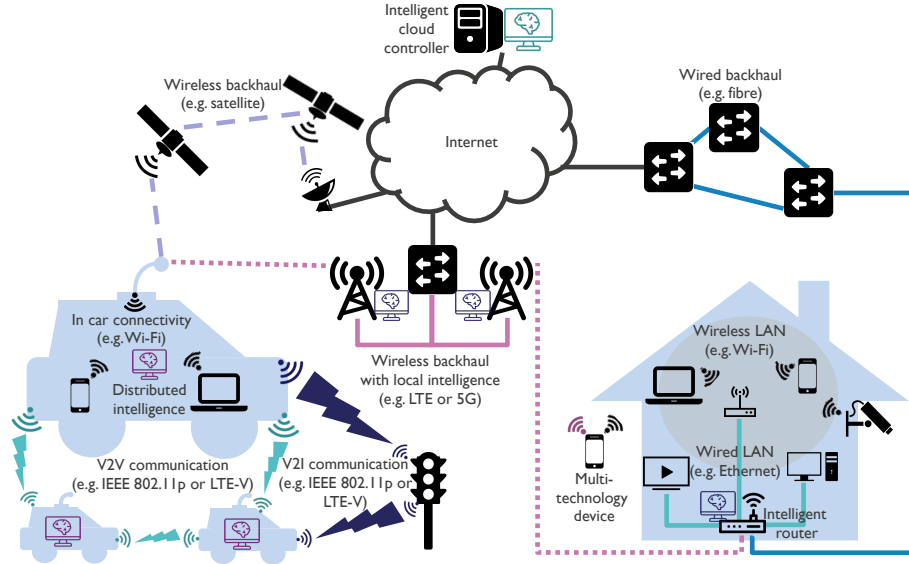 Intelligent
cloud
controller
Wireless backhaul
(e.g. satellite)
Wired backhaul
(e.g. fibre)
Internet
In car connectivity
(e.g. Wi-Fi)
Distributed
intelligence
Wireless backhaul
with local intelligence
(e.g. LTE or 5G)
Wireless LAN
(e.g. Wi-Fi)
V2V communication
(e.g. IEEE 802.11p or
LTE-V)
V2I communication
(e.g. IEEE 802.11p or
LTE-V)
Multi-
technology
device
Wired LAN
(e.g. Ethernet)
Intelligent
router